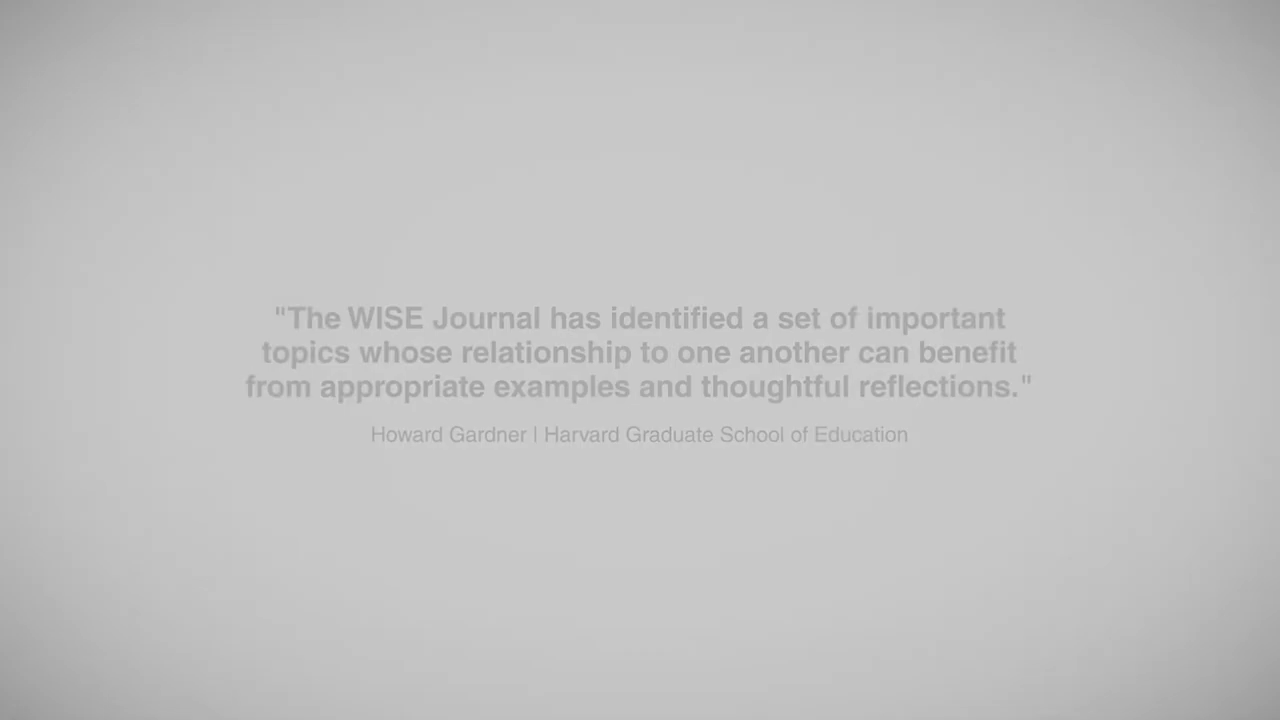 "The WISE Journal has identified a set of important
topics whose relationship to one another can benefit
from appropriate examples and thoughtful reflections."
Howard Gardner | Harvard Graduate School of Education